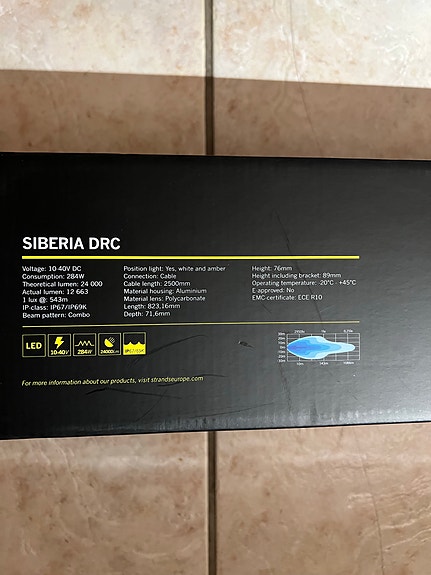 SIBERIA DRC
Voltage: 10-40V DC
Consumption: 284W
Theoretical lumen: 24 000
Actual lumen: 12 663
1 lux @: 543m
IP-class: IP67/IP69K
Beam pattern: Combo
Position light: Yes, white and amber
Connection: Cable
Cable length: 2500mm
Material housing: Aluminium
Material lens: Polycarbonate
Length: 823,16mm
Depth: 71,6mm
Height: 76mm
Height including bracket: 89mm
Operating temperature: -20°C - +45°C
E-approved: No
EMC-certificate: ECE R10
LED
10-40V
284W
24000Lm
For more information about our products, visit strandseurope.com